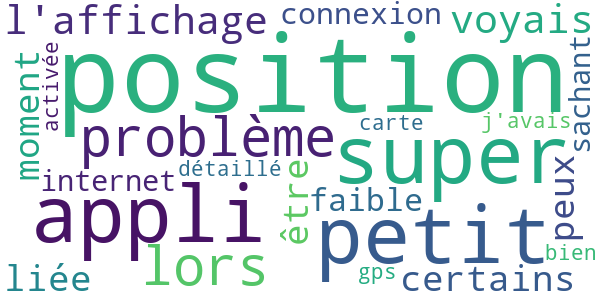 l'affichage
connexion
voyais
moment
activée
position
sachant
problème
carte
j'avais
super
internet
détaillé
être
peux
appli
faible
petit
lors
bien
liée
gps
certains